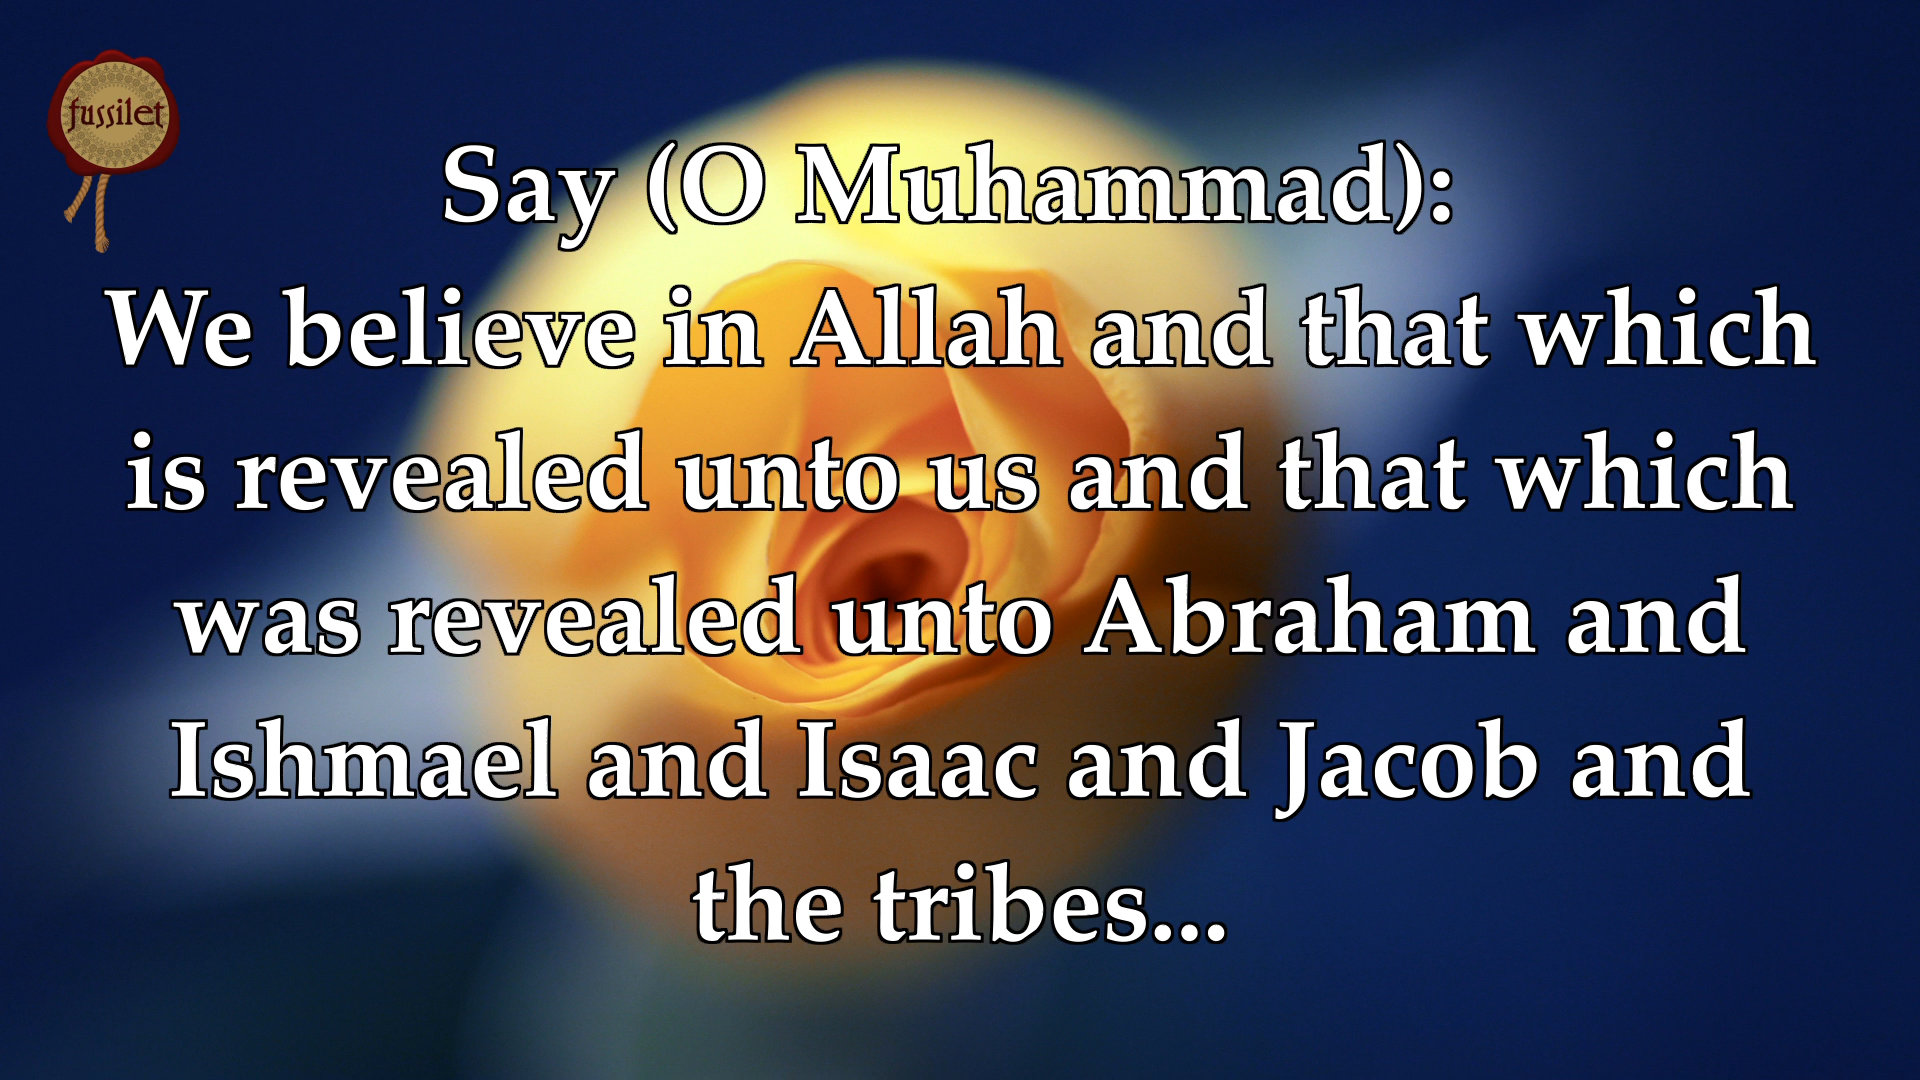 fussilet
Say (O Muhammad):
We believe in Allah and that which
is revealed unto us and that which
was revealed unto Abraham and
Ishmael and Isaac and Jacob and
the tribes...